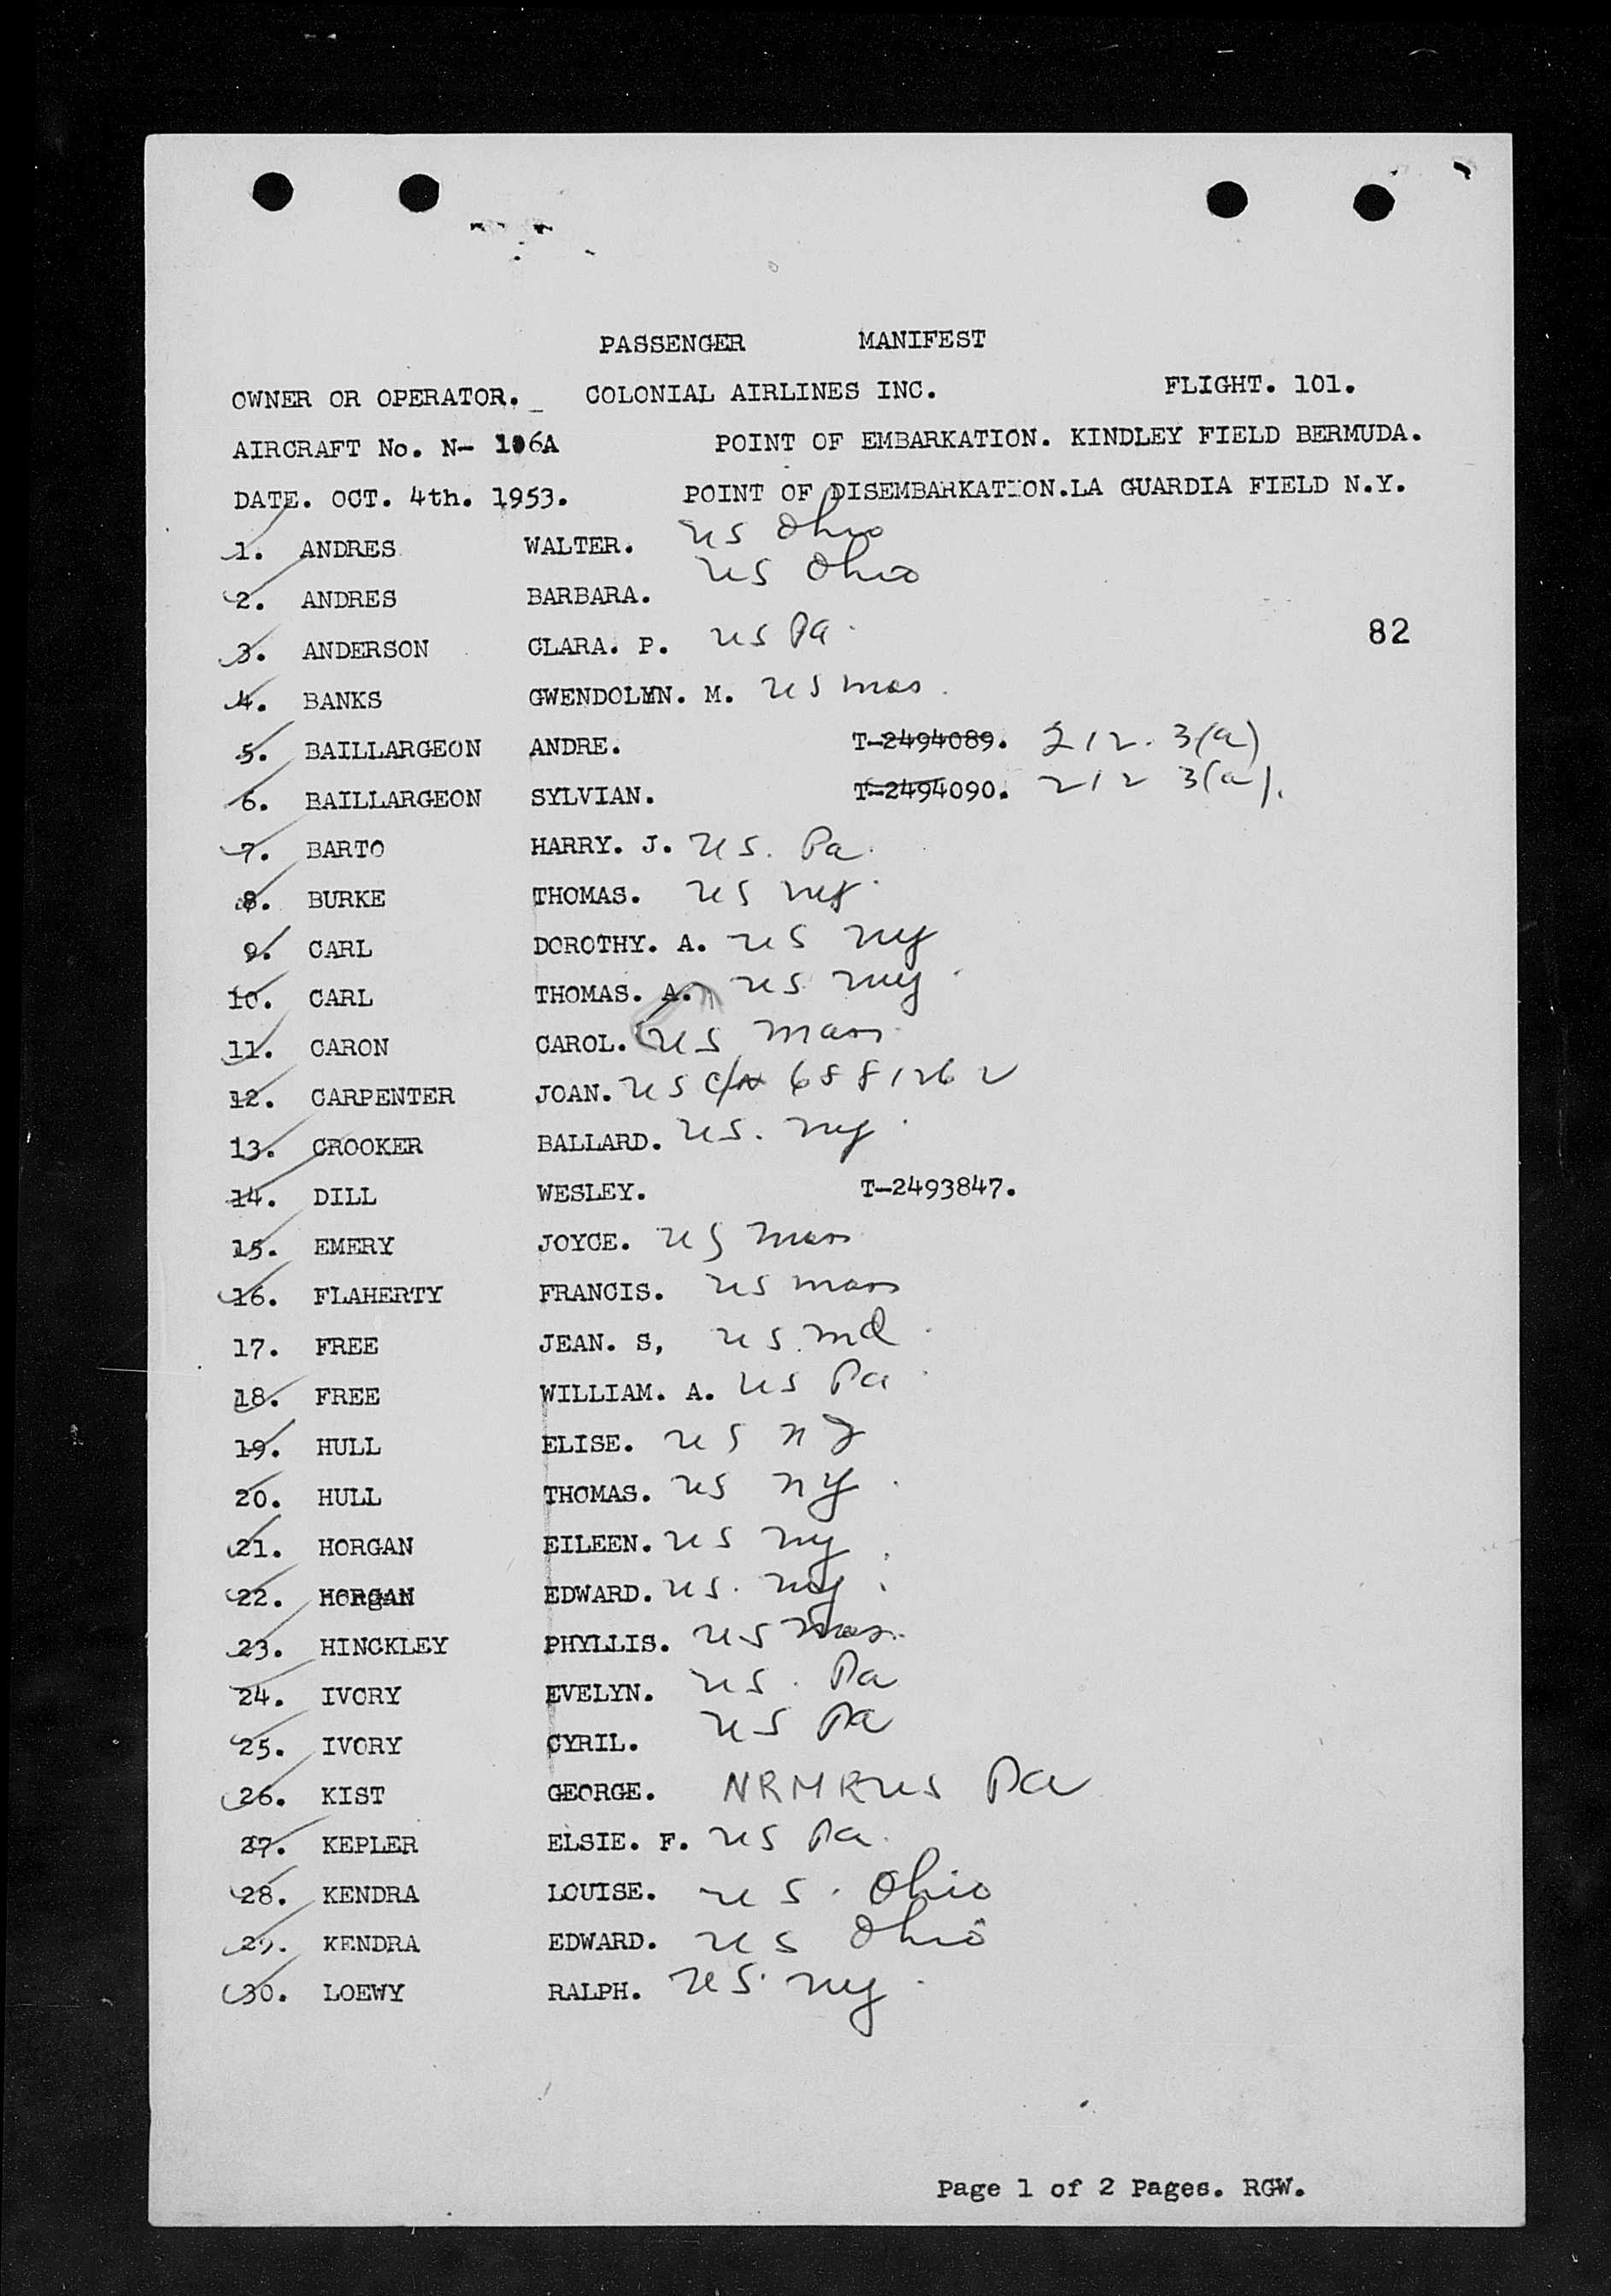 PASSENGER MANIFEST
OWNER OR OPERATOR. COLONIAL AIRLINES INC. FLIGHT. 101.
AIRCRAFT No. N- 106A POINT OF EMBARKATION. KINDLEY FIELD BERMUDA.
DATE. OCT. 4th. 1953. POINT OF DISEMBARKATION.LA GUARDIA FIELD N.Y.
1. ANDRES WALTER. US Ohio
2. ANDRES BARBARA. US Ohio
82
3. ANDERSON CLARA. P. US Pa.
4. BANKS GWENDOLYN. M. US Mass.
5. BAILLARGEON ANDRE. T-2494089. 212. 3(a)
6. BAILLARGEON SYLVIAN. T-2494090. 212 3(a).
7. BARTO HARRY. J. US. Pa.
8. BURKE THOMAS. US NY.
9. CARL DOROTHY. A. US NY
10. CARL THOMAS. A. US NY.
11. CARON CAROL. US Mass.
12. CARPENTER JOAN. US C/N 6881262
13. CROOKER BALLARD. US. NY.
14. DILL WESLEY. T-2493847.
15. EMERY JOYCE. US Mass
16. FLAHERTY FRANCIS. US Mass
17. FREE JEAN. S, US. Md.
18. FREE WILLIAM. A. US Pa.
19. HULL ELISE. US
20. HULL THOMAS. US NY.
21. HORGAN EILEEN. US NY.
22. HORGAN EDWARD. US. NY.
23. HINCKLEY PHYLLIS. US Mass.
24. IVORY EVELYN. US. Pa
25. IVORY CYRIL. US Pa
26. KIST GEORGE. NRMRUS Pa
27. KEPLER ELSIE. F. US Pa.
28. KENDRA LOUISE. US. Ohio
29. KENDRA EDWARD. US Ohio
30. LOEWY RALPH. US. NY.
Page 1 of 2 Pages. RGW.